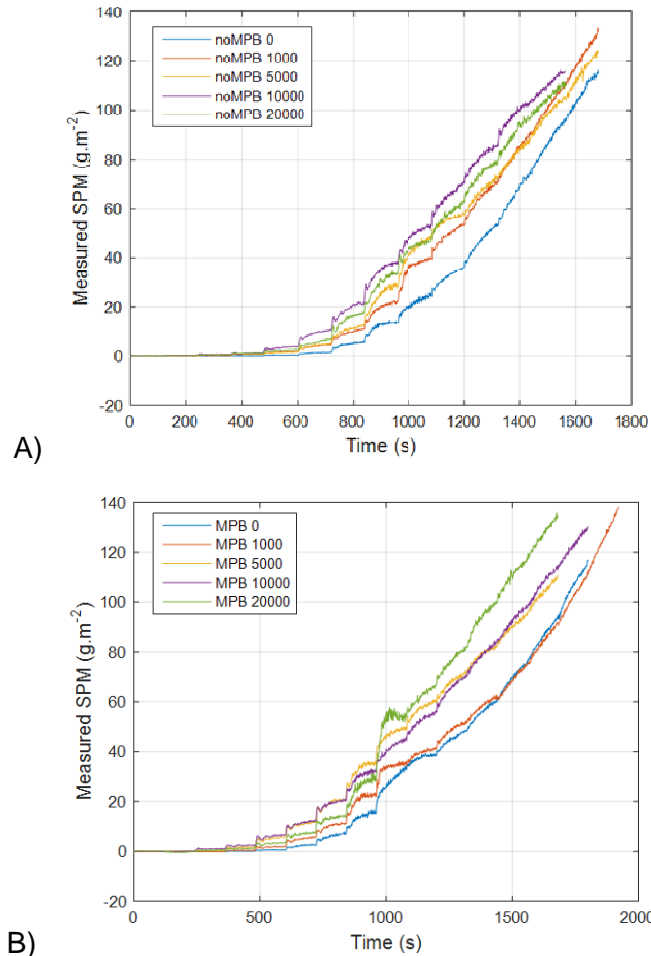 140
120
100
80
60
40
20
0
-20
Measured SPM (g.m⁻²)
noMPB 0
noMPB 1000
noMPB 5000
noMPB 10000
noMPB 20000
0 200 400 600 800 1000 1200 1400 1600 1800
Time (s)
A)
140
120
100
80
60
40
20
0
-20
Measured SPM (g.m⁻²)
MPB 0
MPB 1000
MPB 5000
MPB 10000
MPB 20000
0 500 1000 1500 2000
Time (s)
B)